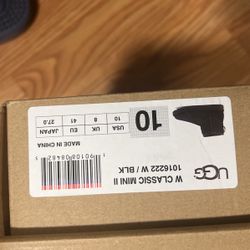 UGG
W CLASSIC MINI II
1016222 W / BLK
10
USA UK EU JAPAN
10 8 41 27.0
MADE IN CHINA